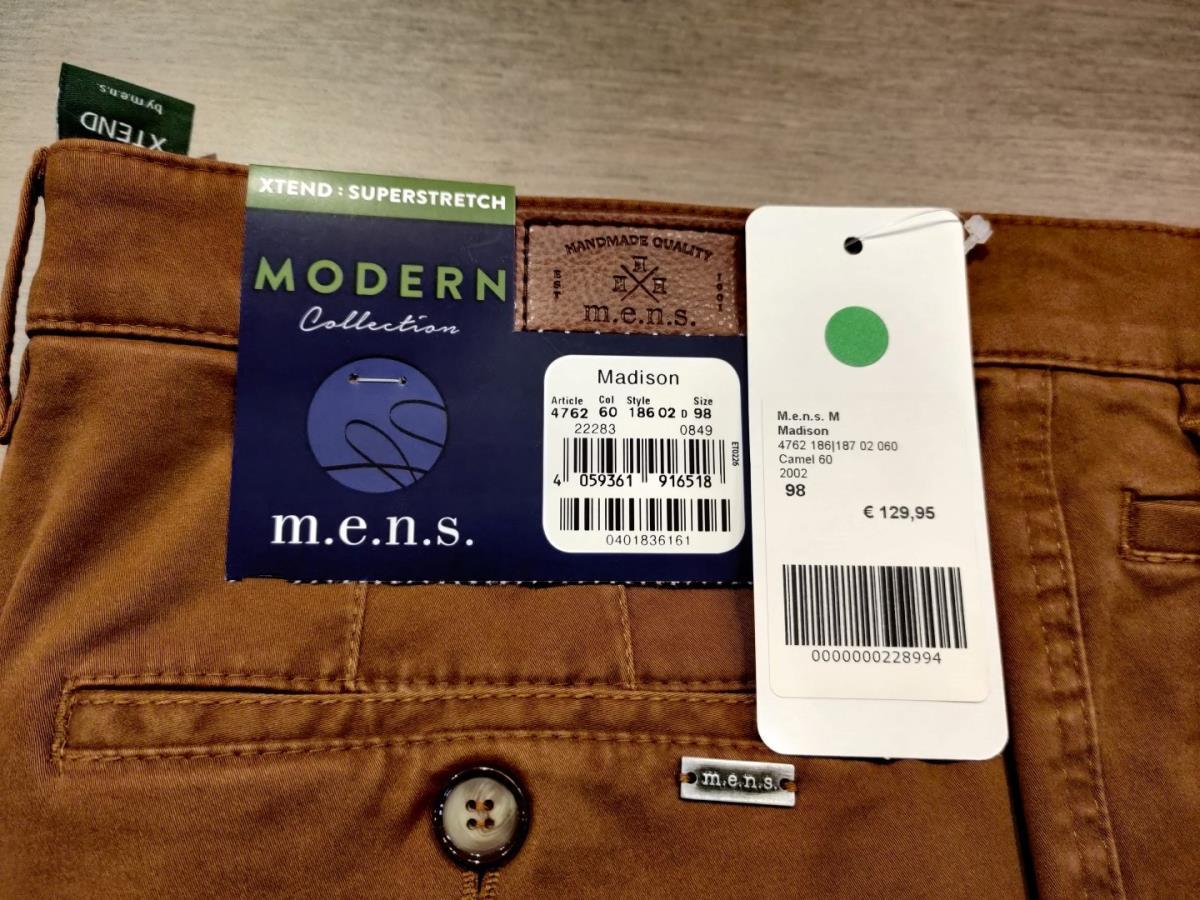 by m.e.n.s.
XTEND
XTEND : SUPERSTRETCH
MODERN
Collection
m.e.n.s.
HANDMADE QUALITY
M
M M
EST
m.e.n.s.
Madison
Article Col Style Size
4762 60 186 02 D 98
22283 0849
4 059361 916518
ET0226
0401836161
M.e.n.s. M
Madison
4762 186|187 02 060
Camel 60
2002
98
€ 129,95
0000000228994
m.e.n.s.